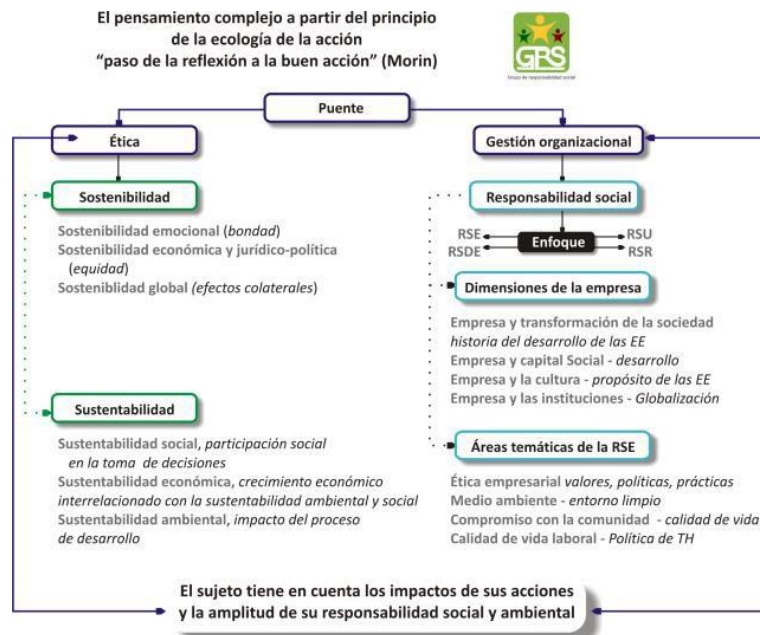 El pensamiento complejo a partir del principio
de la ecología de la acción
“paso de la reflexión a la buen acción” (Morin)
GRS
Grupo de responsabilidad social
Puente
Ética
Gestión organizacional
Sostenibilidad
Sostenibilidad emocional (bondad)
Sostenibilidad económica y jurídico-política
(equidad)
Sosteniblidad global (efectos colaterales)
Sustentabilidad
Sustentabilidad social, participación social
en la toma de decisiones
Sustentabilidad económica, crecimiento económico
interrelacionado con la sustentabilidad ambiental y social
Sustentabilidad ambiental, impacto del proceso
de desarrollo
Responsabilidad social
RSE
RSU
Enfoque
RSDE
RSR
Dimensiones de la empresa
Empresa y transformación de la sociedad
historia del desarrollo de las EE
Empresa y capital Social - desarrollo
Empresa y la cultura - propósito de las EE
Empresa y las instituciones - Globalización
Áreas temáticas de la RSE
Ética empresarial valores, políticas, prácticas
Medio ambiente - entorno limpio
Compromiso con la comunidad - calidad de vida
Calidad de vida laboral - Política de TH
El sujeto tiene en cuenta los impactos de sus acciones
y la amplitud de su responsabilidad social y ambiental